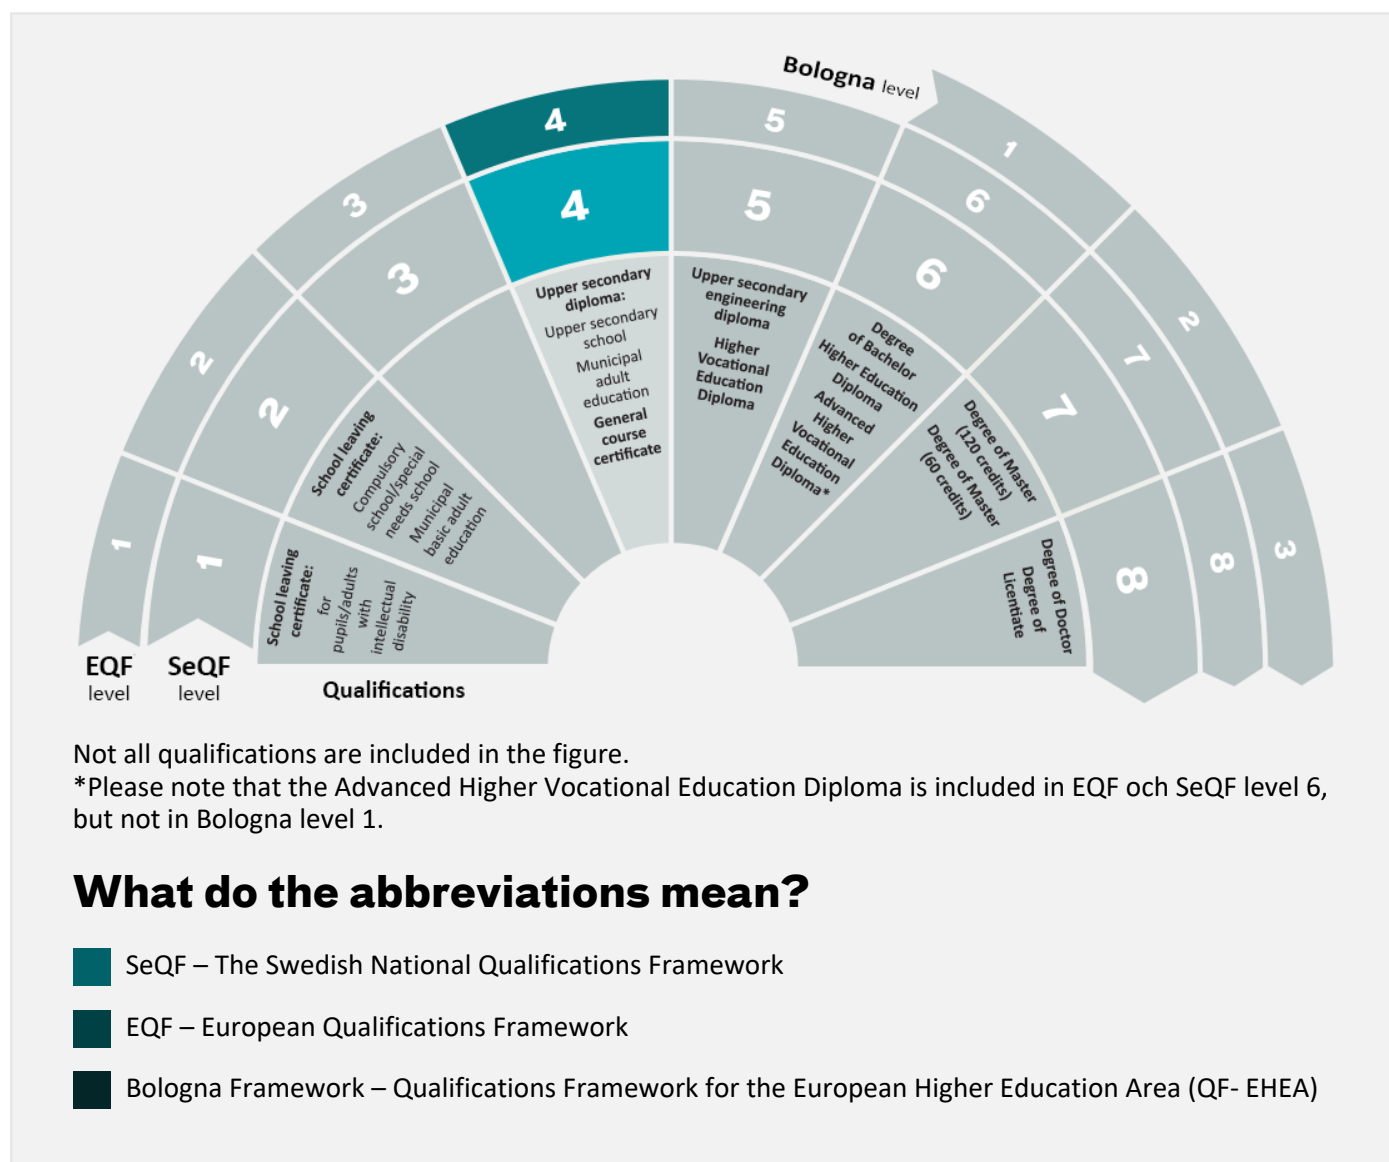 Bologna level
1
2
3
4
5
6
7
8
1
2
3
4
5
6
7
8
1
2
3
School leaving
certificate:
for
pupils/adults
with
intellectual
disability
School leaving
certificate:
Compulsory
school/special
needs school
Municipal
basic adult
education
Upper secondary
diploma:
Upper secondary
school
Municipal
adult
education
General
course
certificate
Upper secondary
engineering
diploma
Higher
Vocational
Education
Diploma
Degree
of Bachelor
Higher Education
Diploma
Advanced
Higher
Vocational
Education
Diploma*
Degree of Master
(120 credits)
Degree of Master
(60 credits)
Degree of Doctor
Degree of
Licentiate
EQF
level
SeQF
level
Qualifications
Not all qualifications are included in the figure.
*Please note that the Advanced Higher Vocational Education Diploma is included in EQF och SeQF level 6,
but not in Bologna level 1.
What do the abbreviations mean?
SeQF – The Swedish National Qualifications Framework
EQF – European Qualifications Framework
Bologna Framework – Qualifications Framework for the European Higher Education Area (QF- EHEA)